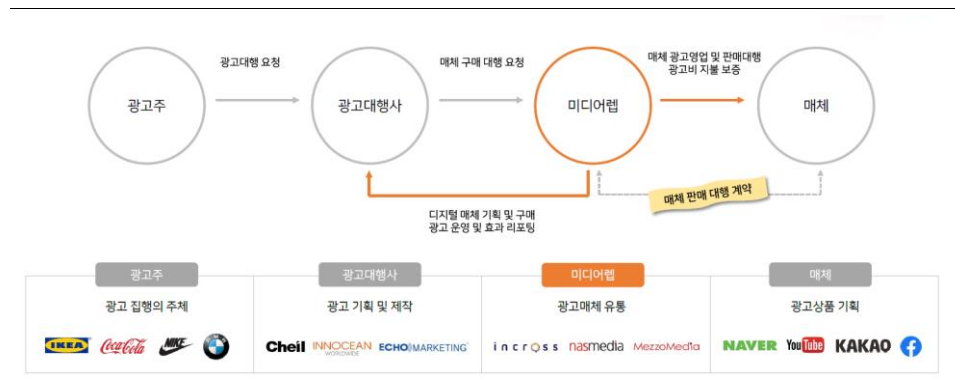 광고대행 요청
매체 구매 대행 요청
매체 광고영업 및 판매대행
광고비 지불 보증
광고주
광고대행사
미디어렙
매체
매체 판매 대행 계약
디지털 매체 기획 및 구매
광고 운영 및 효과 리포팅
광고주
광고대행사
미디어렙
매체
광고 집행의 주체
광고 기획 및 제작
광고매체 유통
광고상품 기획
IKEA
Coca-Cola
NIKE
BMW
Cheil
INNOCEAN
WORLDWIDE
ECHO MARKETING
incross
nasmedia
MezzoMedia
NAVER
YouTube
KAKAO
f